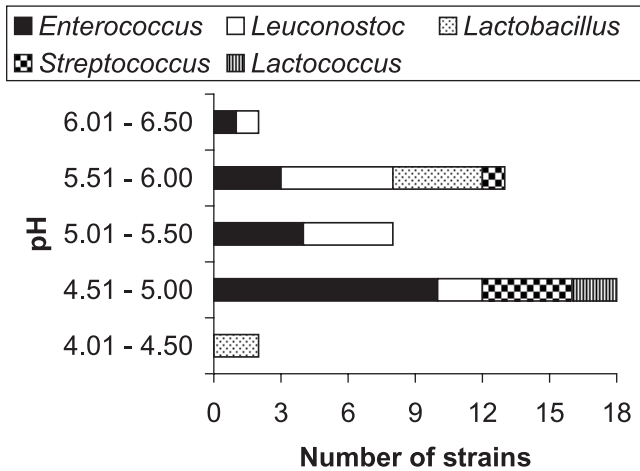 Enterococcus Leuconostoc Lactobacillus
Streptococcus Lactococcus
6.01 - 6.50
5.51 - 6.00
5.01 - 5.50
4.51 - 5.00
4.01 - 4.50
pH
0 3 6 9 12 15 18
Number of strains